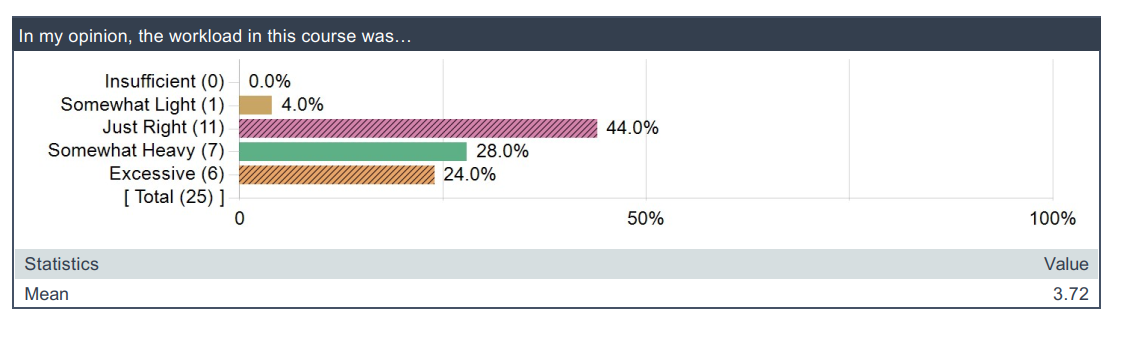 In my opinion, the workload in this course was…
Insufficient (0) 0.0%
Somewhat Light (1) 4.0%
Just Right (11) 44.0%
Somewhat Heavy (7) 28.0%
Excessive (6) 24.0%
[ Total (25) ]
0 50% 100%
Statistics Value
Mean 3.72